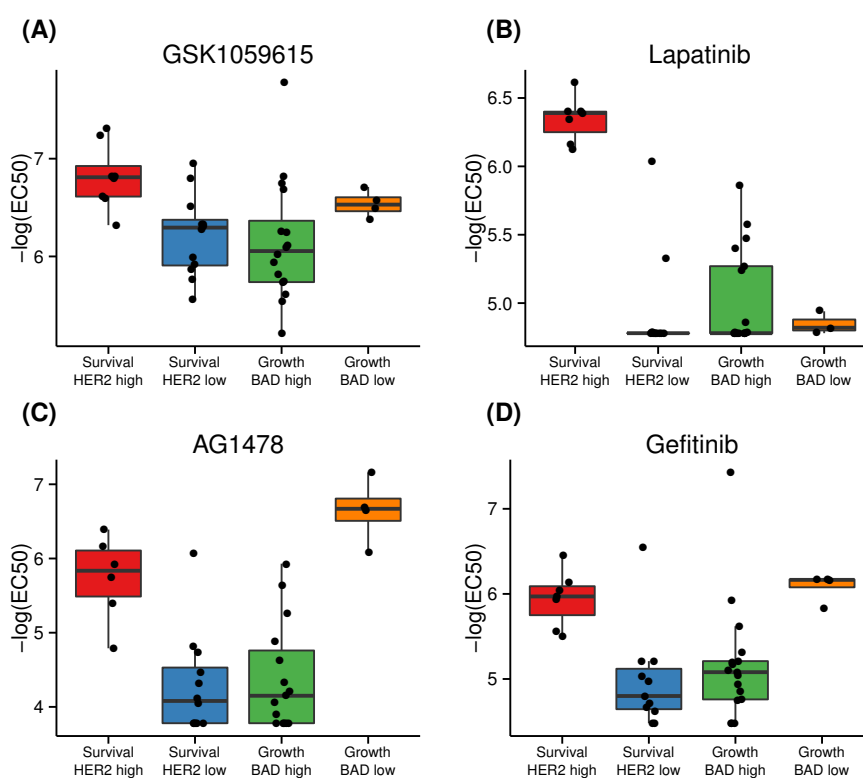 (A)
GSK1059615
−log(EC50)
7
6
Survival HER2 high
Survival HER2 low
Growth BAD high
Growth BAD low
(B)
Lapatinib
−log(EC50)
6.5
6.0
5.5
5.0
Survival HER2 high
Survival HER2 low
Growth BAD high
Growth BAD low
(C)
AG1478
−log(EC50)
7
6
5
4
Survival HER2 high
Survival HER2 low
Growth BAD high
Growth BAD low
(D)
Gefitinib
−log(EC50)
7
6
5
Survival HER2 high
Survival HER2 low
Growth BAD high
Growth BAD low